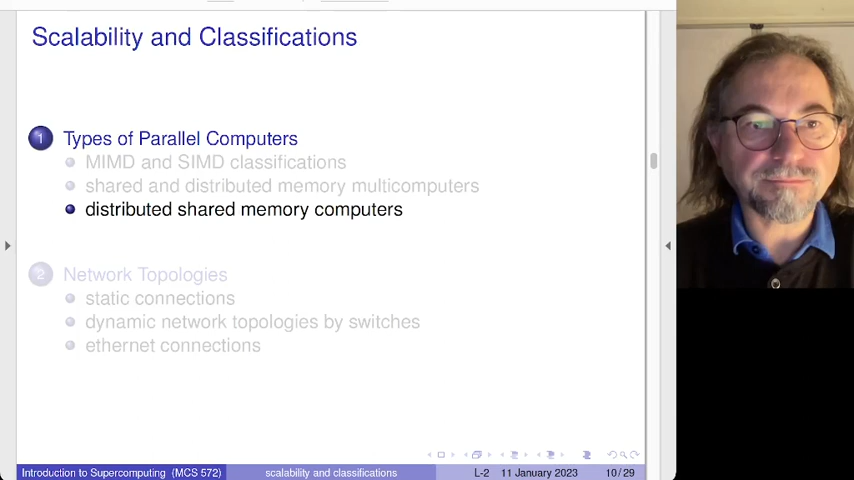 Scalability and Classifications
1 Types of Parallel Computers
MIMD and SIMD classifications
shared and distributed memory multicomputers
distributed shared memory computers
2 Network Topologies
static connections
dynamic network topologies by switches
ethernet connections
Introduction to Supercomputing (MCS 572) scalability and classifications L-2 11 January 2023 10 / 29